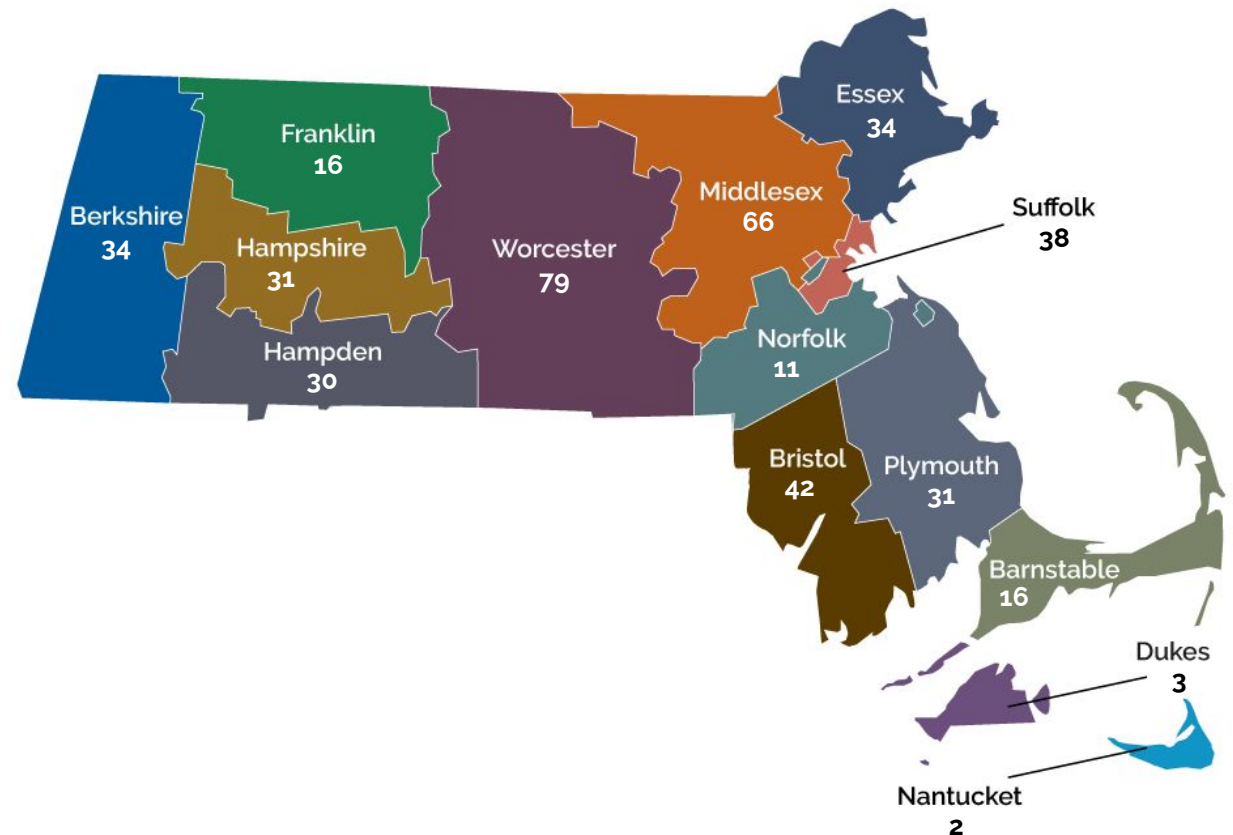 Essex
34
Franklin
16
Middlesex
66
Suffolk
38
Berkshire
34
Hampshire
31
Worcester
79
Norfolk
11
Hampden
30
Bristol
42
Plymouth
31
Barnstable
16
Dukes
3
Nantucket
2